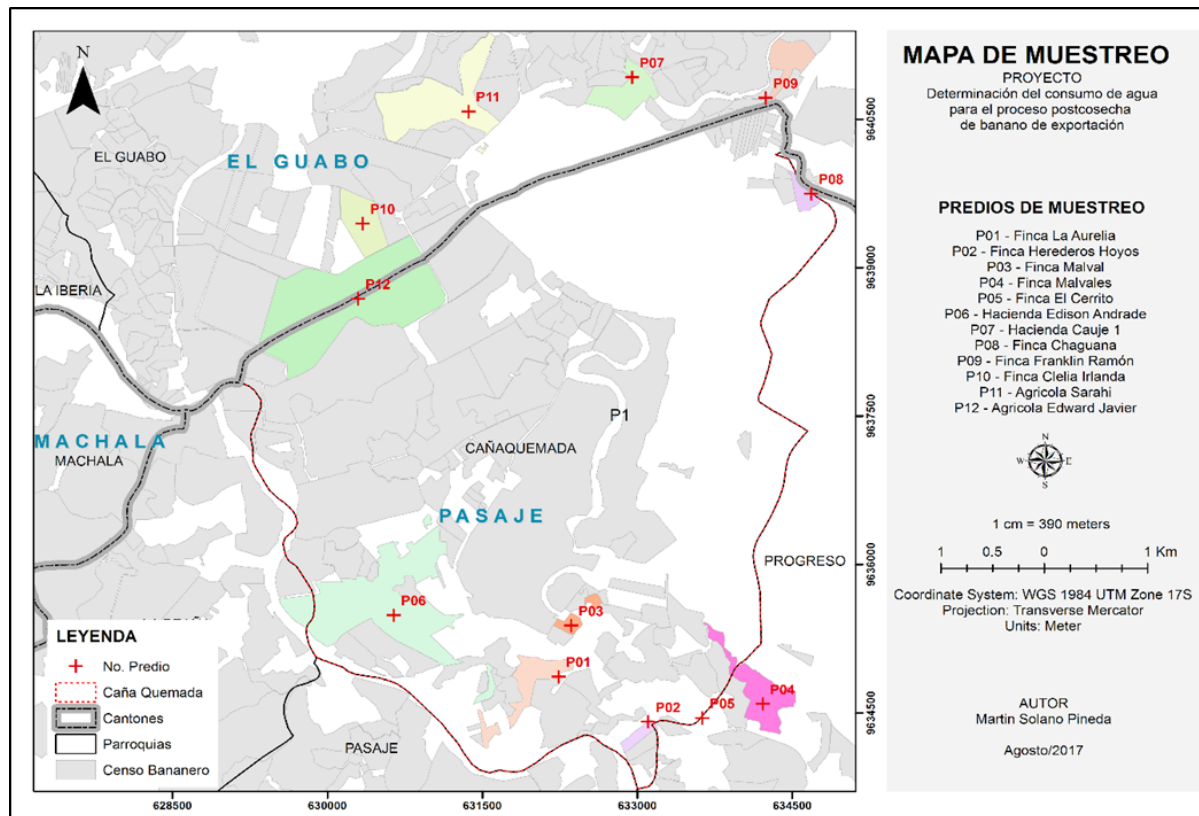 N
P07
P09
P11
9640500
EL GUABO
EL GUABO
P08
P10
9639000
LA IBERIA
P12
P1
9637500
MACHALA
MACHALA
CAÑAQUEMADA
PASAJE
PROGRESO
9636000
P06
P03
P01
P04
P02
P05
9634500
PASAJE
LEYENDA
No. Predio
Caña Quemada
Cantones
Parroquias
Censo Bananero
628500
630000
631500
633000
634500
MAPA DE MUESTREO
PROYECTO
Determinación del consumo de agua
para el proceso postcosecha
de banano de exportación
PREDIOS DE MUESTREO
P01 - Finca La Aurelia
P02 - Finca Herederos Hoyos
P03 - Finca Malval
P04 - Finca Malvales
P05 - Finca El Cerrito
P06 - Hacienda Edison Andrade
P07 - Hacienda Cauje 1
P08 - Finca Chaguana
P09 - Finca Franklin Ramón
P10 - Finca Clelia Irlanda
P11 - Agricola Sarahi
P12 - Agricola Edward Javier
N
W E
S
1 cm = 390 meters
1 0.5 0 1 Km
Coordinate System: WGS 1984 UTM Zone 17S
Projection: Transverse Mercator
Units: Meter
AUTOR
Martin Solano Pineda
Agosto/2017